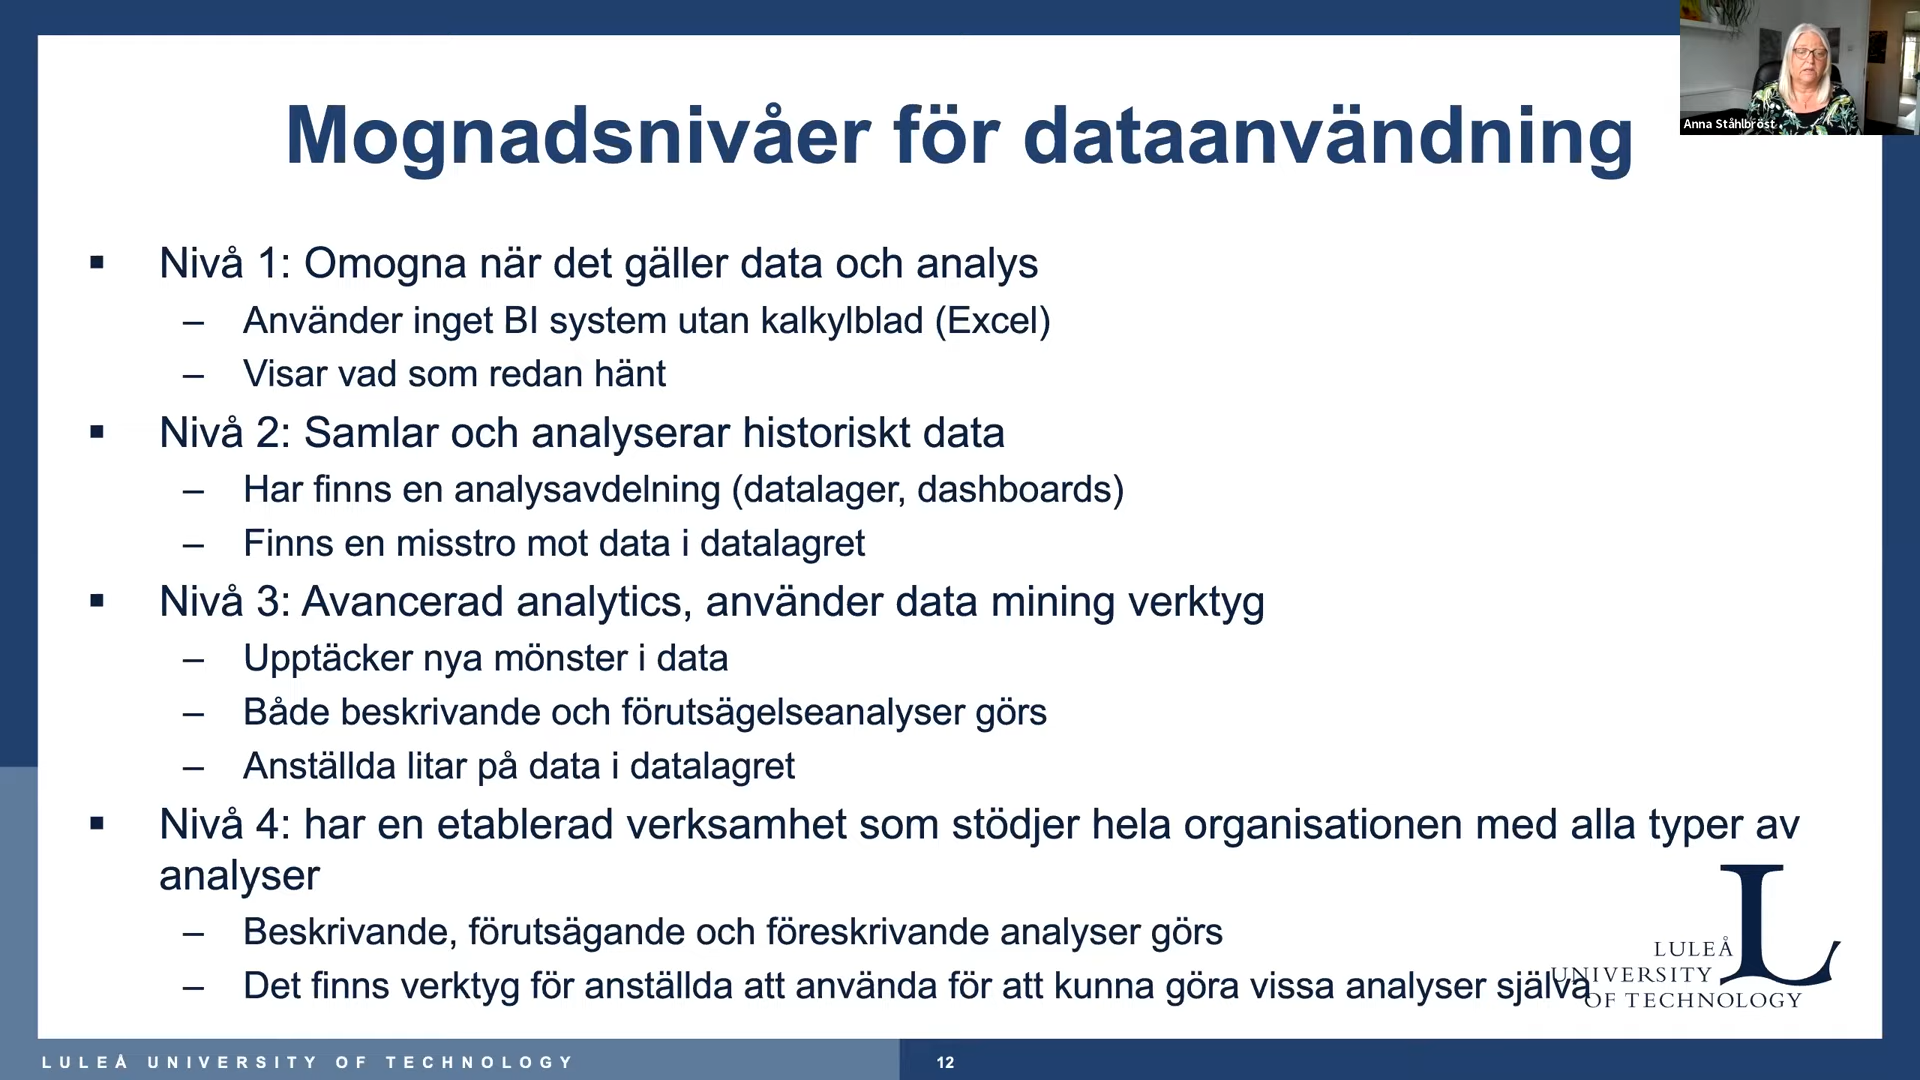 Mognadsnivåer för dataanvändning
Anna Ståhlbröst
▪ Nivå 1: Omogna när det gäller data och analys
– Använder inget BI system utan kalkylblad (Excel)
– Visar vad som redan hänt
▪ Nivå 2: Samlar och analyserar historiskt data
– Har finns en analysavdelning (datalager, dashboards)
– Finns en misstro mot data i datalagret
▪ Nivå 3: Avancerad analytics, använder data mining verktyg
– Upptäcker nya mönster i data
– Både beskrivande och förutsägelseanalyser görs
– Anställda litar på data i datalagret
▪ Nivå 4: har en etablerad verksamhet som stödjer hela organisationen med alla typer av
analyser
– Beskrivande, förutsägande och föreskrivande analyser görs
– Det finns verktyg för anställda att använda för att kunna göra vissa analyser själva
L
LULEÅ
UNIVERSITY
OF TECHNOLOGY
LULEÅ UNIVERSITY OF TECHNOLOGY
12